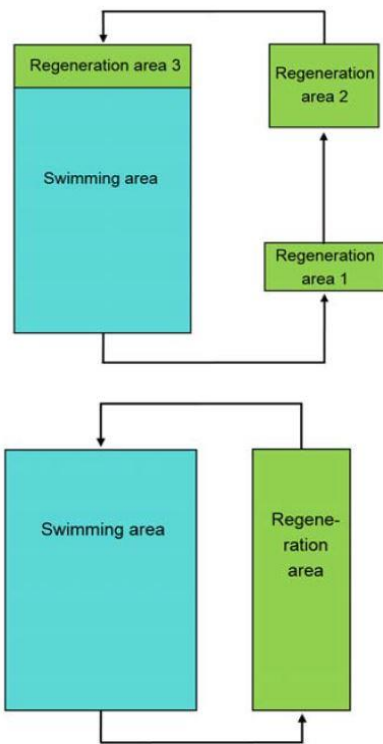 Regeneration area 3
Regeneration
area 2
Swimming area
Regeneration
area 1
Swimming area
Regene-
ration
area